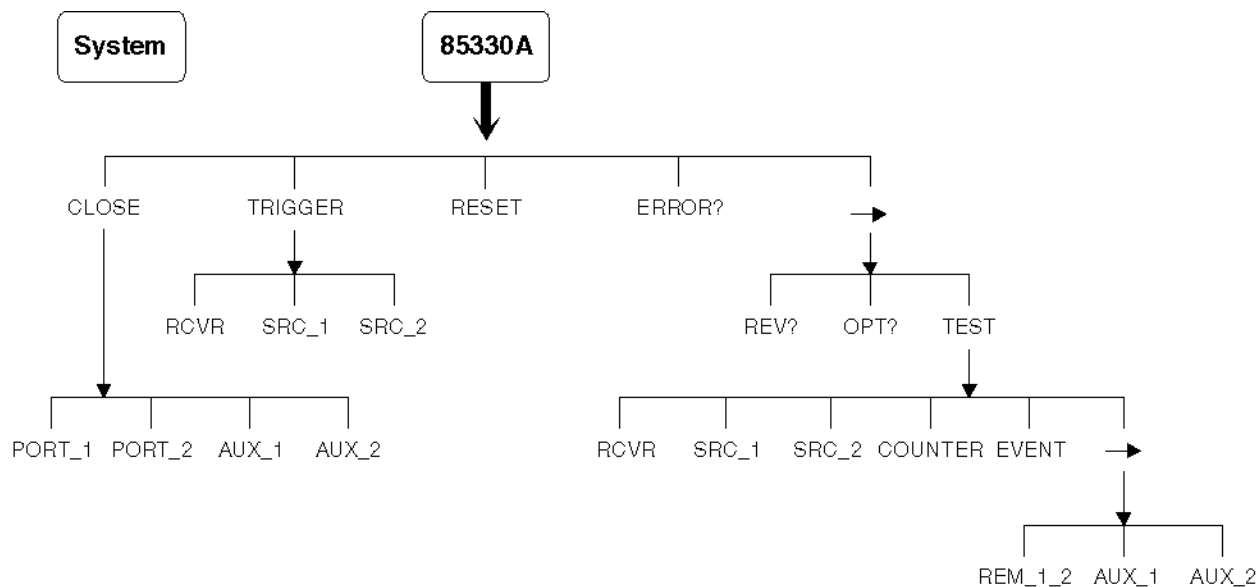 System 85330A
CLOSE TRIGGER RESET ERROR?
RCVR SRC_1 SRC_2 REV? OPT? TEST
PORT_1 PORT_2 AUX_1 AUX_2 RCVR SRC_1 SRC_2 COUNTER EVENT
REM_1_2 AUX_1 AUX_2